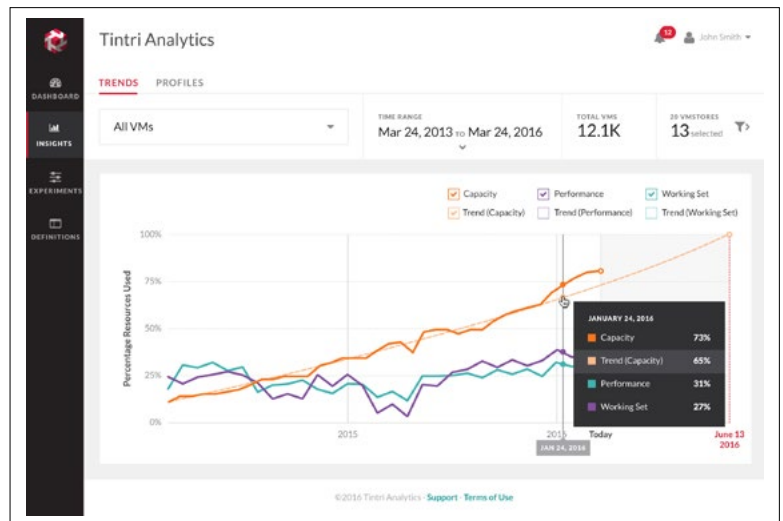 Tintri Analytics
12
John Smith
DASHBOARD
INSIGHTS
EXPERIMENTS
DEFINITIONS
TRENDS PROFILES
All VMs
TIME RANGE
Mar 24, 2013 TO Mar 24, 2016
TOTAL VMS
12.1K
20 VMSTORES
13 selected
Capacity Performance Working Set
Trend (Capacity) Trend (Performance) Trend (Working Set)
Percentage Resources Used
100%
75%
50%
25%
0%
JANUARY 24, 2016
Capacity 73%
Trend (Capacity) 65%
Performance 31%
Working Set 27%
2015
Today
June 13
2016
JAN 24, 2016
©2016 Tintri Analytics · Support · Terms of Use